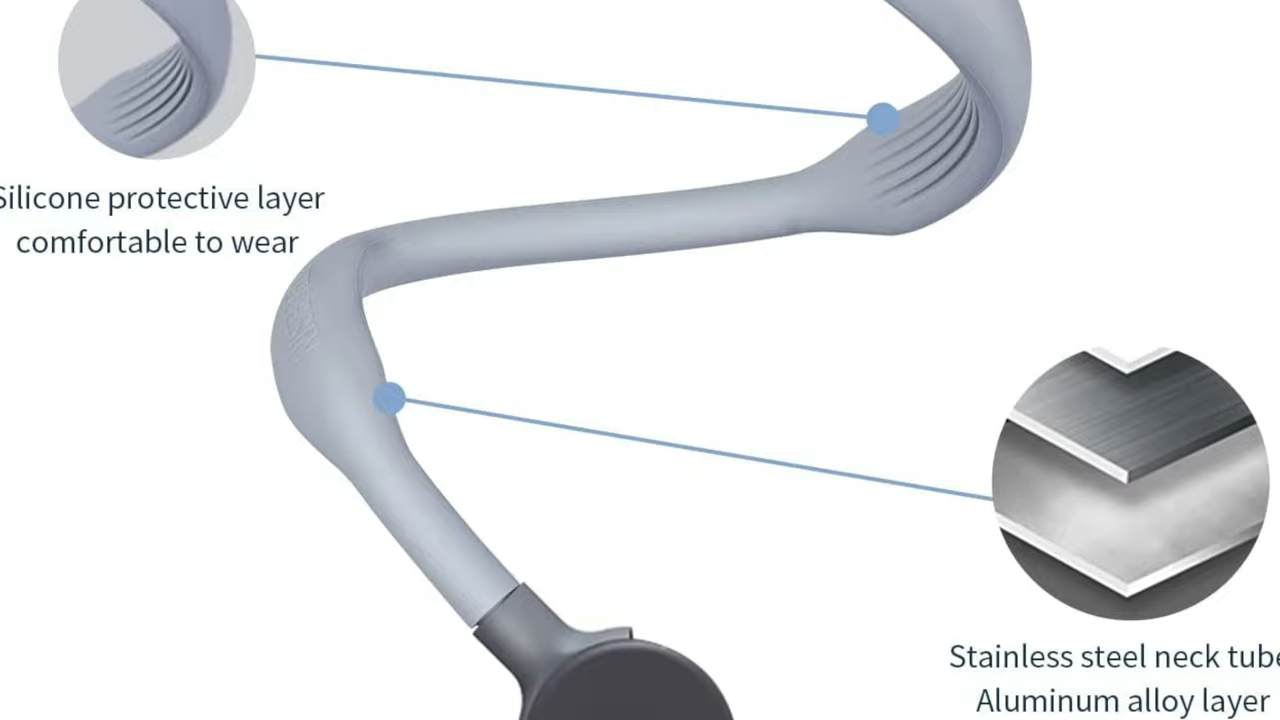 Silicone protective layer
comfortable to wear
Stainless steel neck tube
Aluminum alloy layer